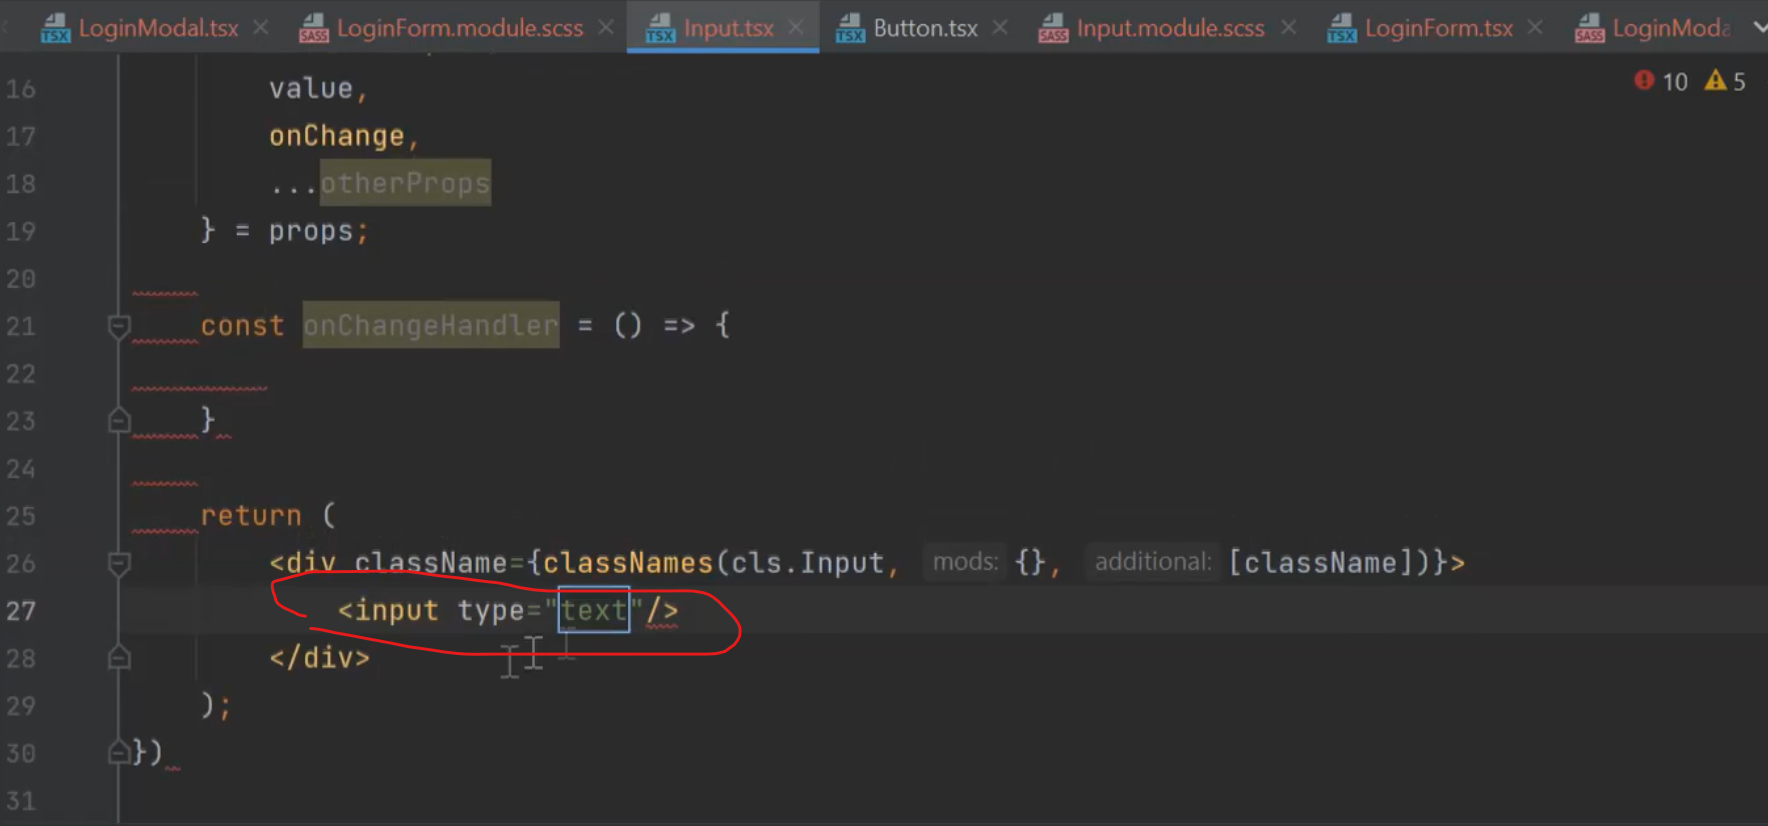 LoginModal.tsx LoginForm.module.scss Input.tsx Button.tsx Input.module.scss LoginForm.tsx LoginModa
10 5
16 value,
17 onChange,
18 ...otherProps
19 } = props;
20
21 const onChangeHandler = () => {
22
23 }
24
25 return (
26 <div className={classNames(cls.Input, mods: {}, additional: [className])}>
27 <input type="text"/>
28 </div>
29 );
30 })
31